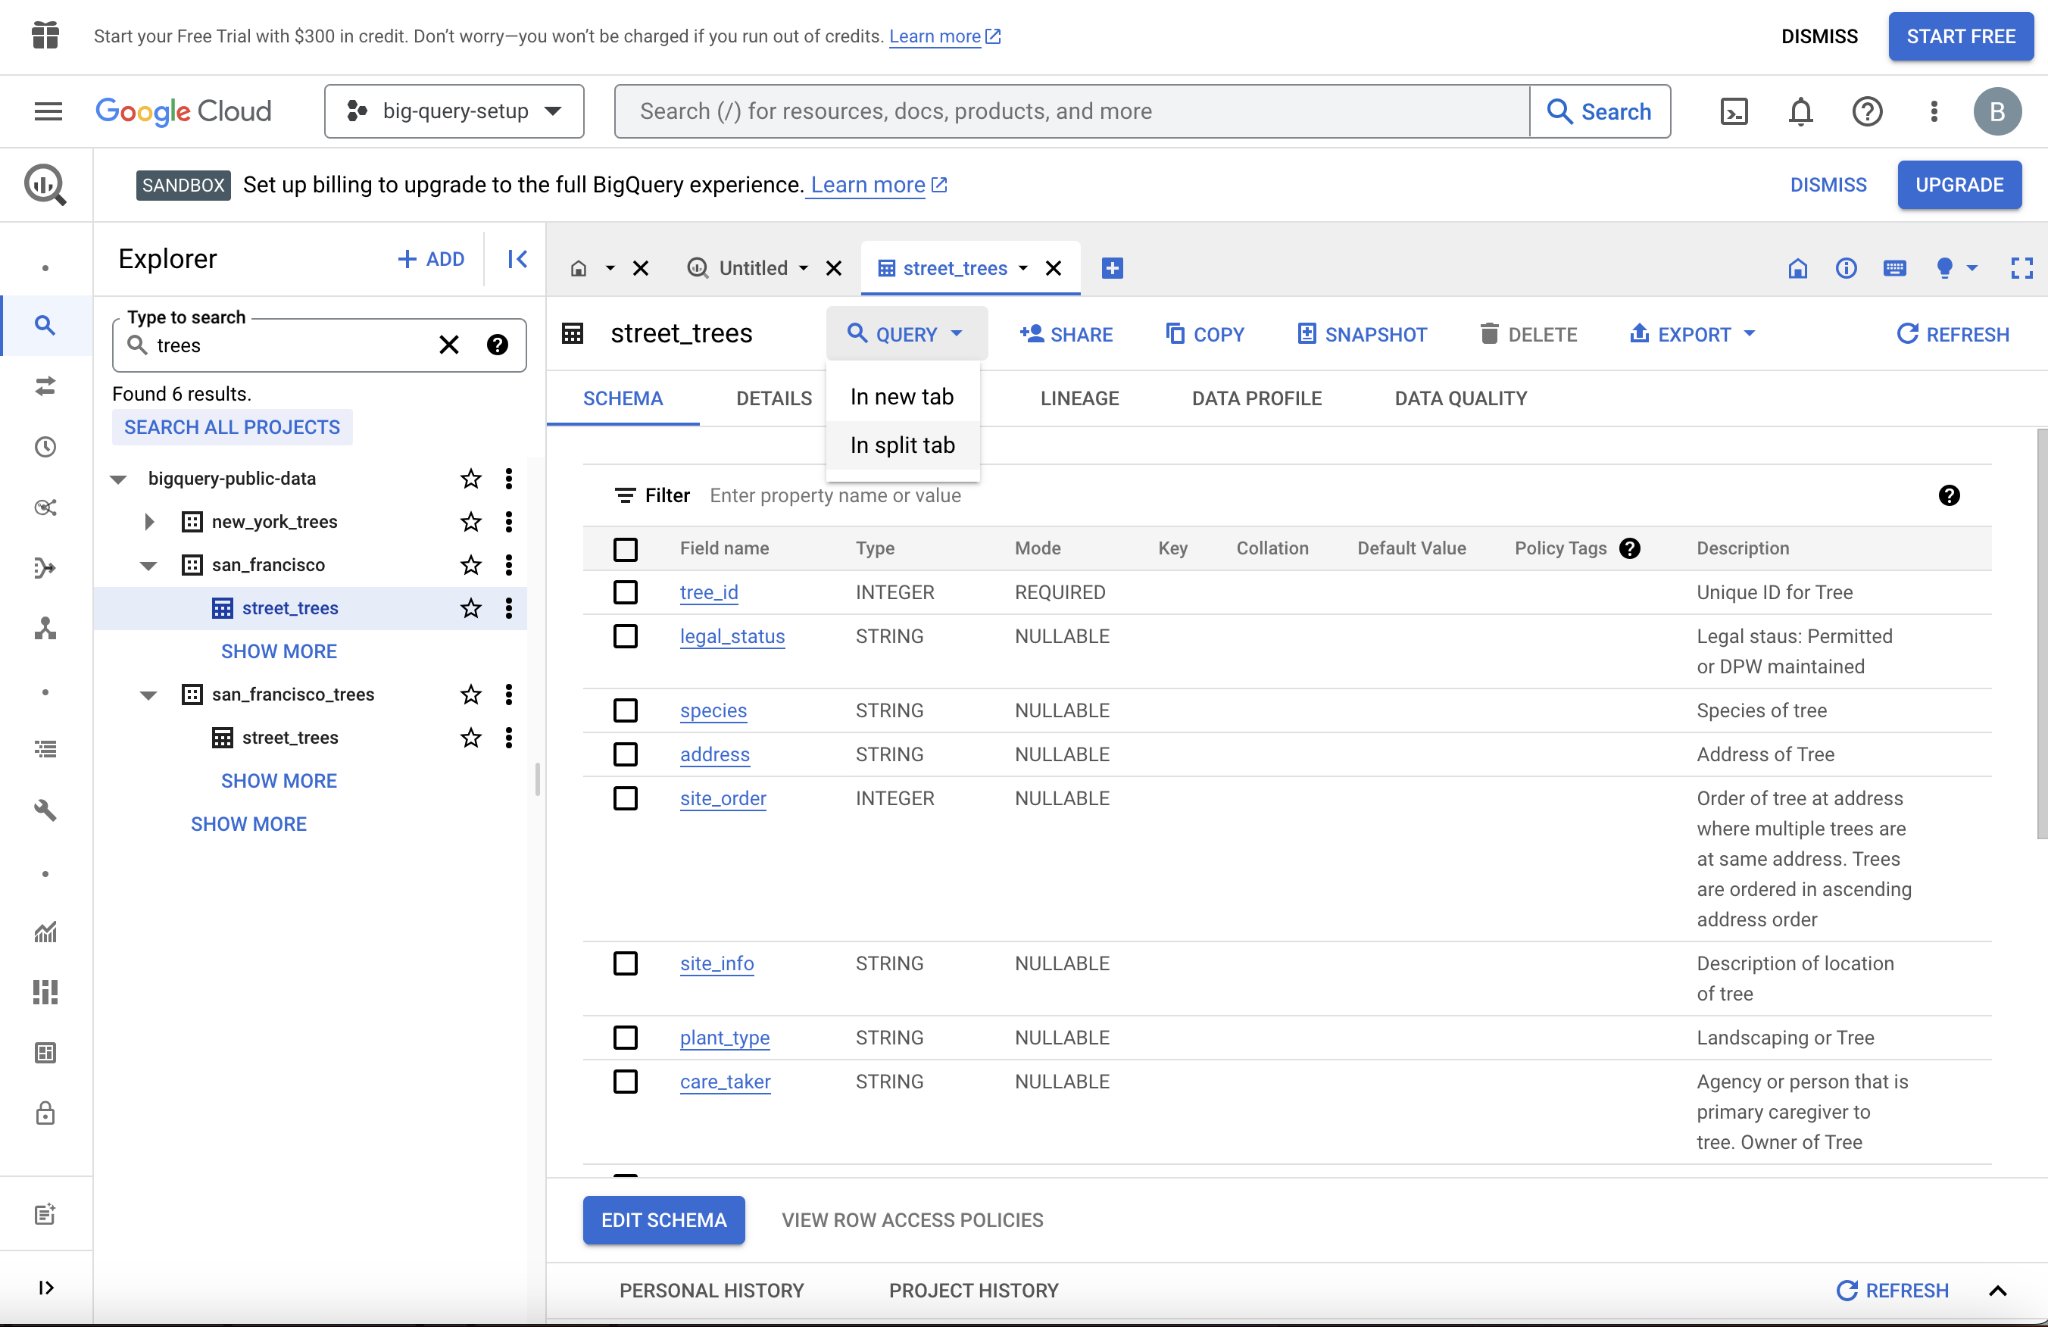 Start your Free Trial with $300 in credit. Don’t worry—you won’t be charged if you run out of credits. Learn more
DISMISS
START FREE
Google Cloud
big-query-setup
Search (/) for resources, docs, products, and more
Search
B
SANDBOX
Set up billing to upgrade to the full BigQuery experience. Learn more
DISMISS
UPGRADE
Explorer
ADD
Type to search
trees
Found 6 results.
SEARCH ALL PROJECTS
bigquery-public-data
new_york_trees
san_francisco
street_trees
SHOW MORE
san_francisco_trees
street_trees
SHOW MORE
SHOW MORE
Untitled
street_trees
street_trees
QUERY
SHARE
COPY
SNAPSHOT
DELETE
EXPORT
REFRESH
In new tab
In split tab
SCHEMA
DETAILS
LINEAGE
DATA PROFILE
DATA QUALITY
Filter
Enter property name or value
Field name Type Mode Key Collation Default Value Policy Tags Description
tree_id INTEGER REQUIRED Unique ID for Tree
legal_status STRING NULLABLE Legal staus: Permitted
or DPW maintained
species STRING NULLABLE Species of tree
address STRING NULLABLE Address of Tree
site_order INTEGER NULLABLE Order of tree at address
where multiple trees are
at same address. Trees
are ordered in ascending
address order
site_info STRING NULLABLE Description of location
of tree
plant_type STRING NULLABLE Landscaping or Tree
care_taker STRING NULLABLE Agency or person that is
primary caregiver to
tree. Owner of Tree
EDIT SCHEMA
VIEW ROW ACCESS POLICIES
PERSONAL HISTORY
PROJECT HISTORY
REFRESH